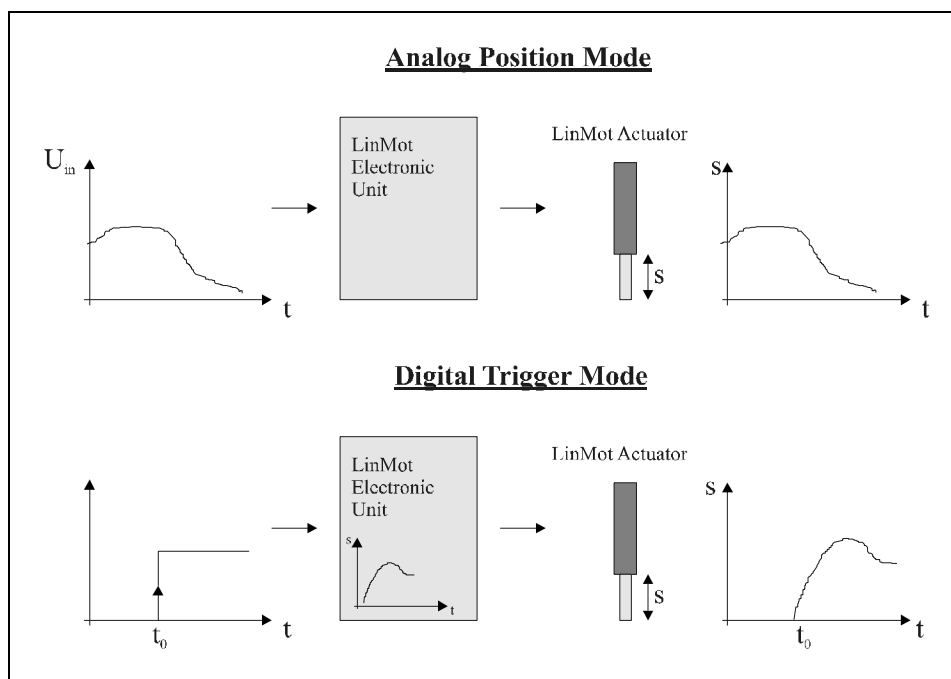 Analog Position Mode
U_in
t
LinMot
Electronic
Unit
LinMot Actuator
s
s
t
Digital Trigger Mode
t_0
t
LinMot
Electronic
Unit
s
t
LinMot Actuator
s
s
t_0
t